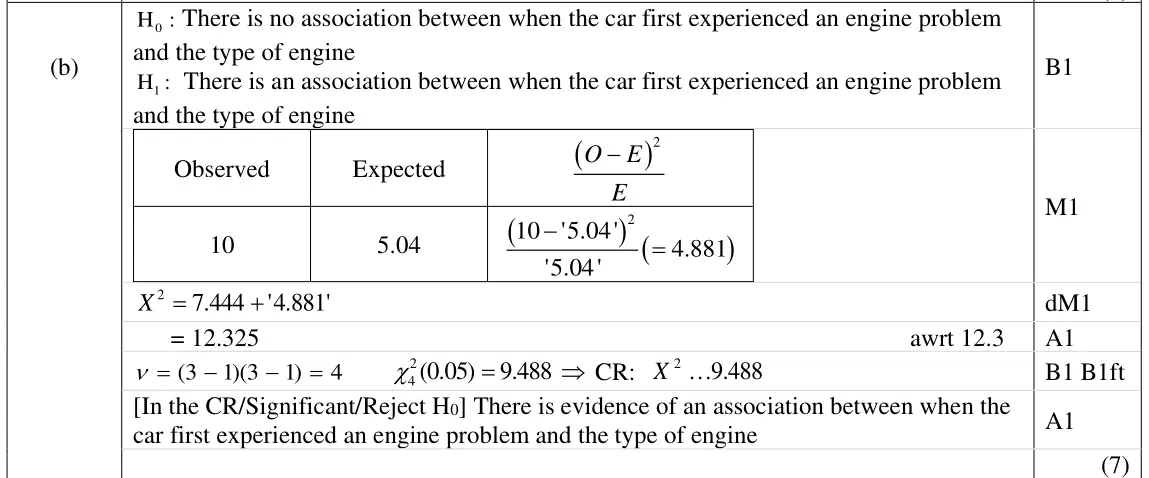 H₀ : There is no association between when the car first experienced an engine problem
and the type of engine
(b)
H₁ : There is an association between when the car first experienced an engine problem
and the type of engine
B1
Observed Expected (O − E)² / E
10 5.04 (10 − '5.04')² / '5.04' (= 4.881)
M1
X² = 7.444 + '4.881' dM1
= 12.325 awrt 12.3 A1
ν = (3 − 1)(3 − 1) = 4 χ₄²(0.05) = 9.488 ⇒ CR: X² …9.488 B1 B1ft
[In the CR/Significant/Reject H₀] There is evidence of an association between when the
car first experienced an engine problem and the type of engine
A1
(7)